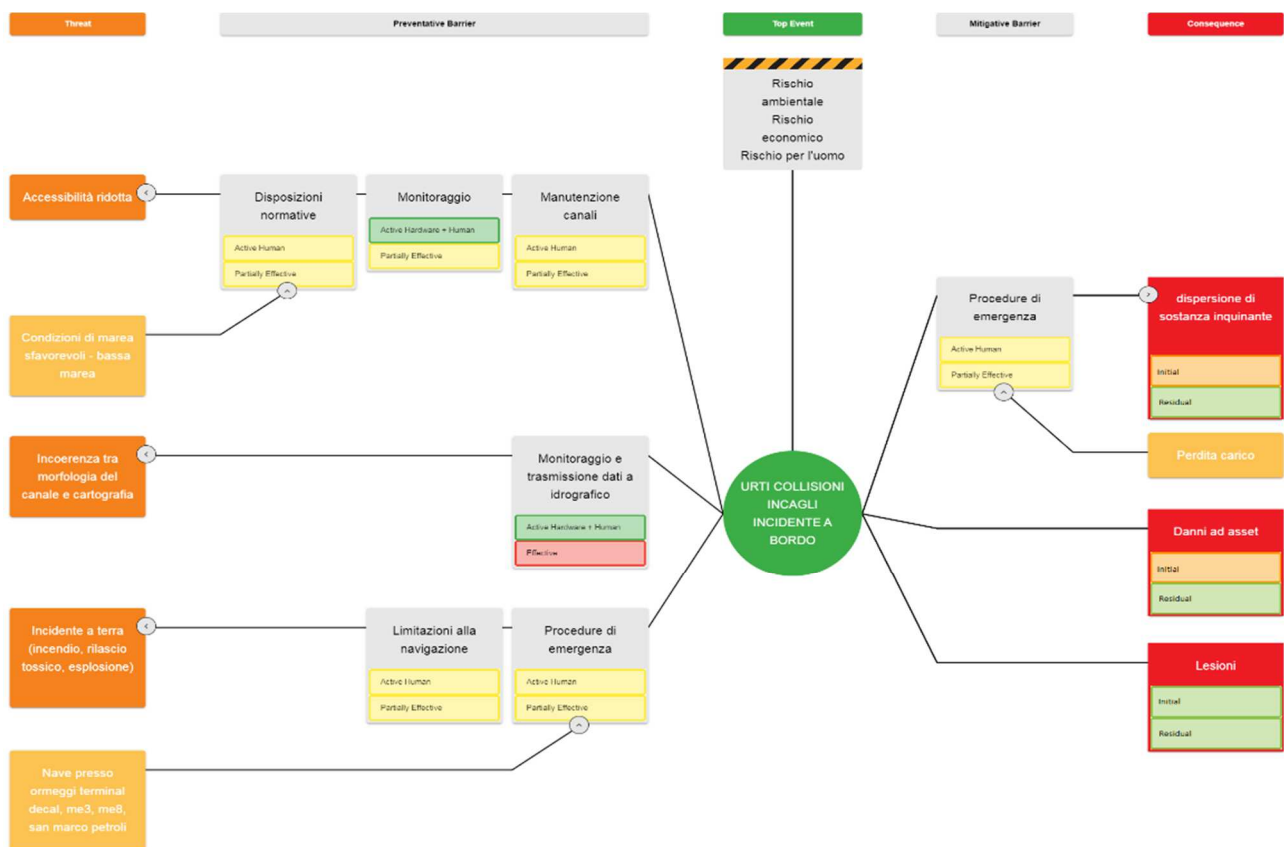 Threat
Preventative Barrier
Top Event
Mitigative Barrier
Consequence
Rischio
ambientale
Rischio
economico
Rischio per l'uomo
Accessibilità ridotta
Disposizioni
normative
Active Human
Partially Effective
Monitoraggio
Active Hardware + Human
Partially Effective
Manutenzione
canali
Active Human
Partially Effective
Condizioni di marea
sfavorevoli - bassa
marea
Incoerenza tra
morfologia del
canale e cartografia
Monitoraggio e
trasmissione dati a
idrografico
Active Hardware + Human
Effective
Incidente a terra
(incendio, rilascio
tossico, esplosione)
Limitazioni alla
navigazione
Active Human
Partially Effective
Procedure di
emergenza
Active Human
Partially Effective
Nave presso
ormeggi terminal
decal, me3, me8,
san marco petroli
URTI COLLISIONI
INCAGLI
INCIDENTE A
BORDO
Procedure di
emergenza
Active Human
Partially Effective
dispersione di
sostanza inquinante
Initial
Residual
Perdita carico
Danni ad asset
Initial
Residual
Lesioni
Initial
Residual